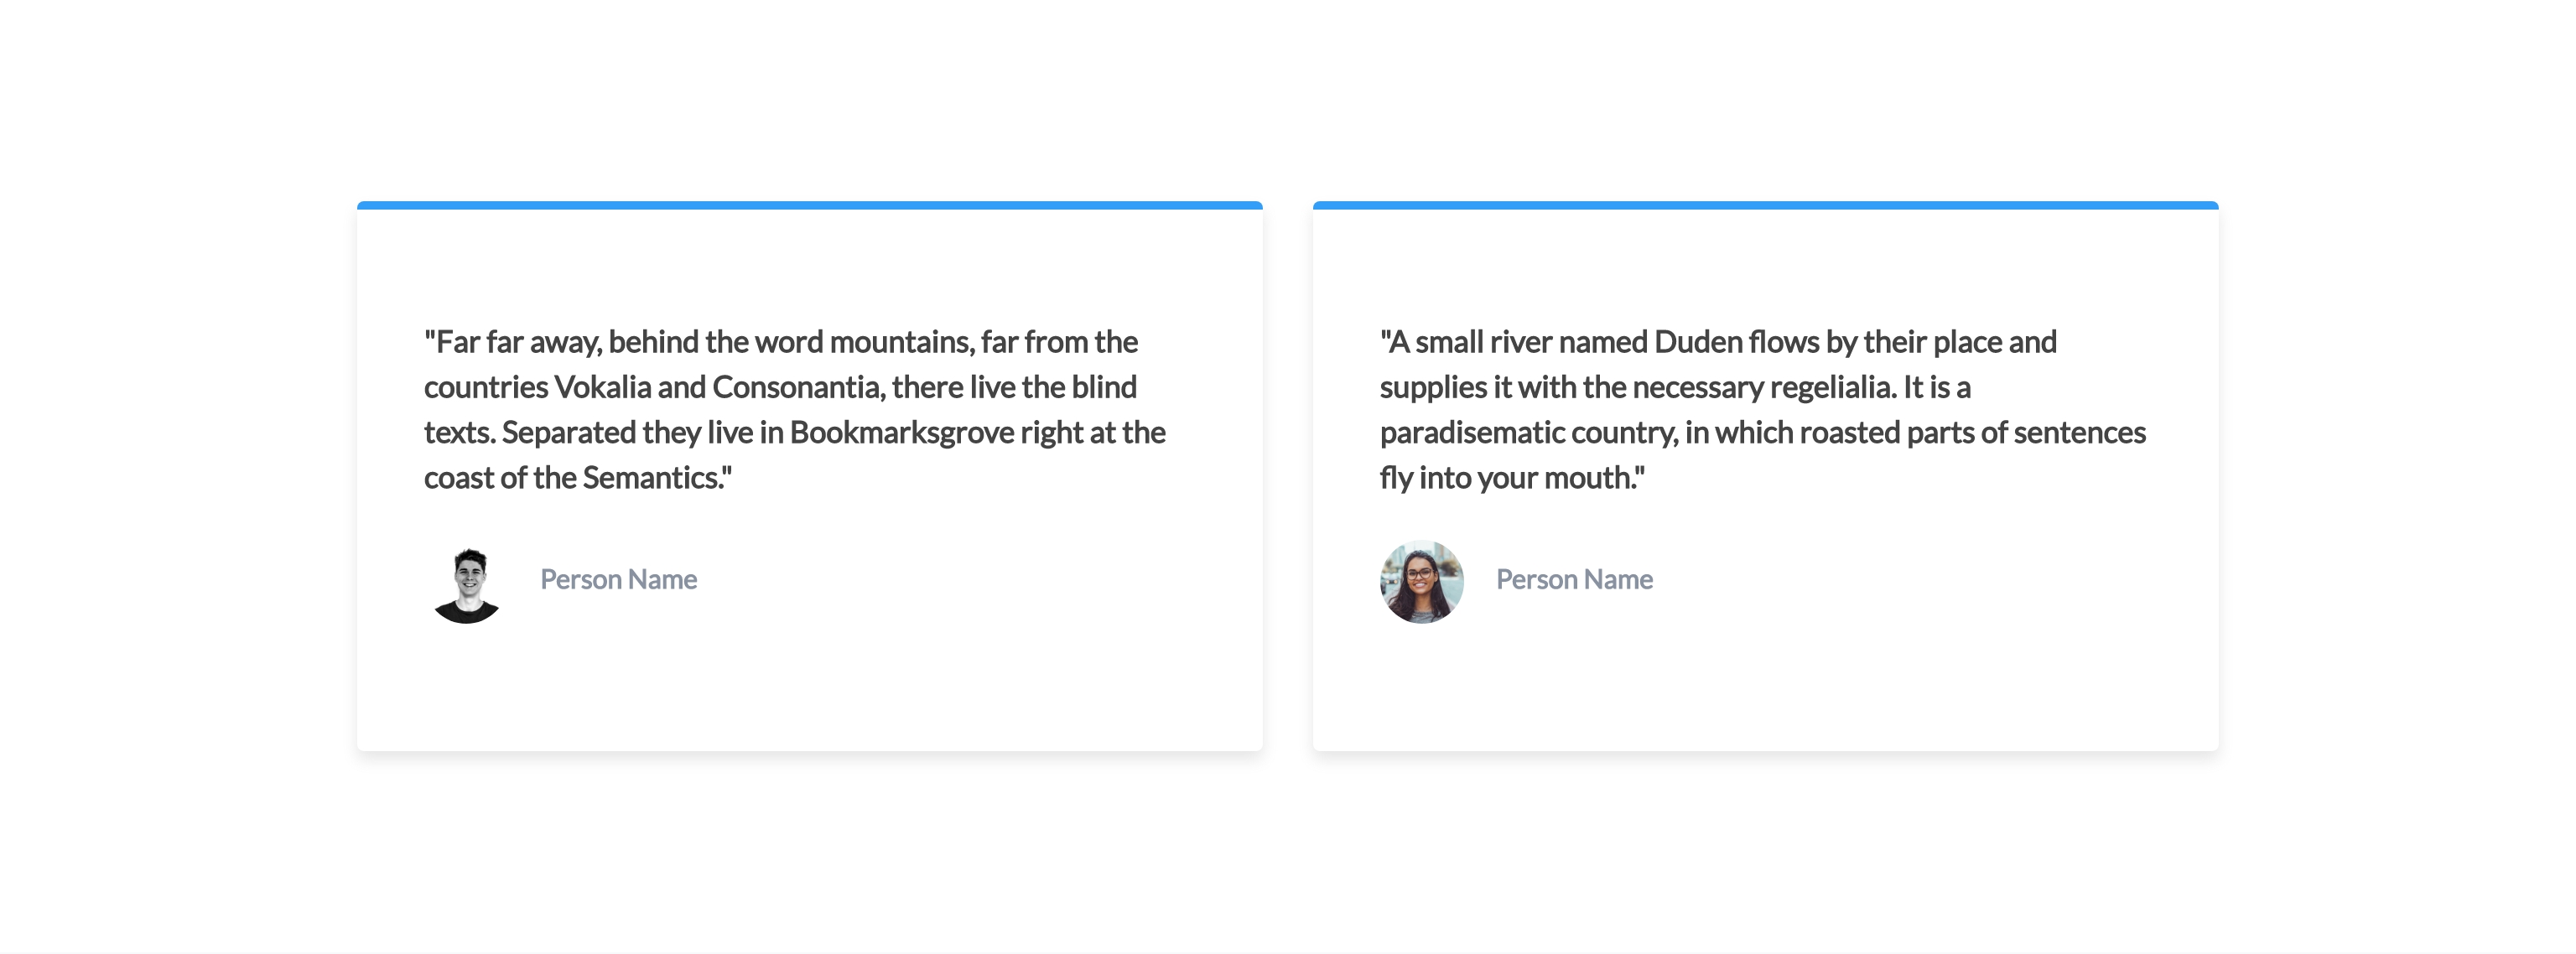 "Far far away, behind the word mountains, far from the
countries Vokalia and Consonantia, there live the blind
texts. Separated they live in Bookmarksgrove right at the
coast of the Semantics."
Person Name
"A small river named Duden flows by their place and
supplies it with the necessary regelialia. It is a
paradisematic country, in which roasted parts of sentences
fly into your mouth."
Person Name